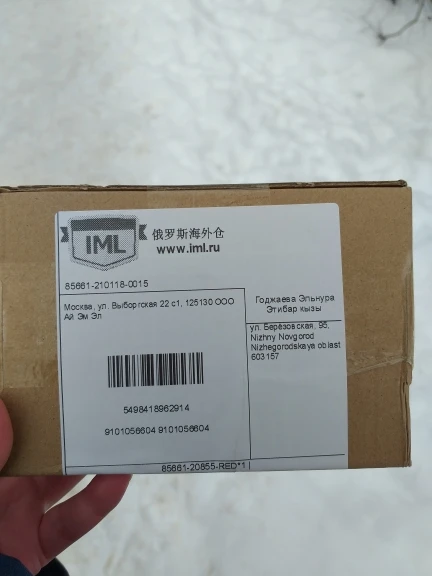 IML
俄罗斯海外仓
www.iml.ru
85661-210118-0015
Москва, ул. Выборгская 22 с1, 125130 ООО
Ай Эм Эл
5498418962914
9101056604 9101056604
Годжаева Эльнура
Этибар кызы
ул. Берёзовская, 95,
Nizhny Novgorod
Nizhegorodskaya oblast
603157
85661-20855-RED*1 |